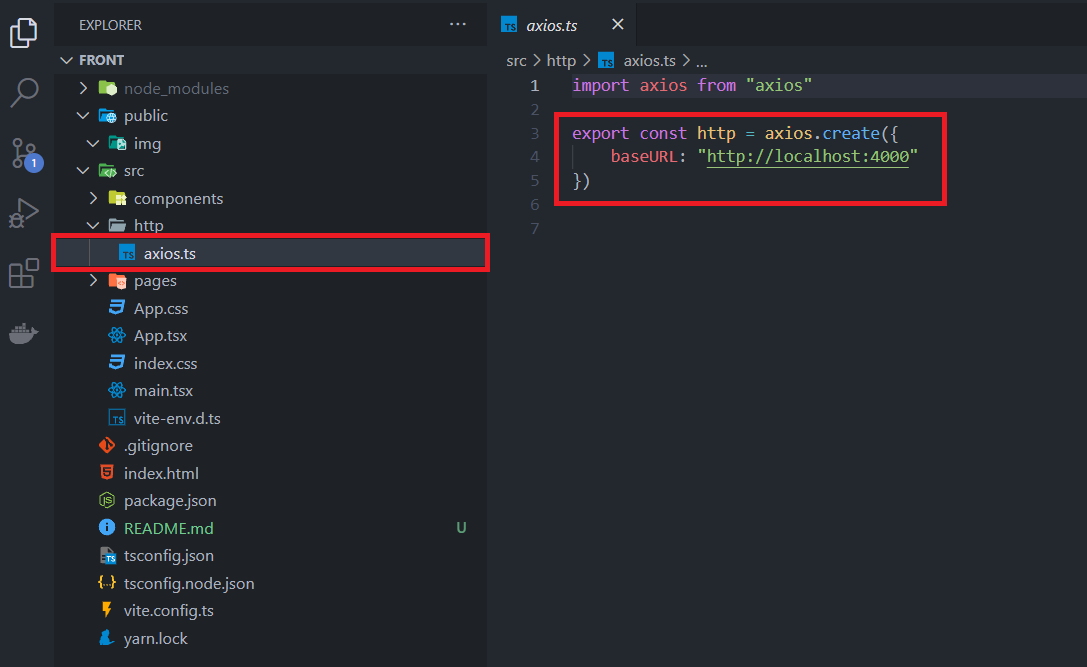 EXPLORER
FRONT
node_modules
public
img
src
components
http
axios.ts
pages
App.css
App.tsx
index.css
main.tsx
vite-env.d.ts
.gitignore
index.html
package.json
README.md U
tsconfig.json
tsconfig.node.json
vite.config.ts
yarn.lock
1
TS axios.ts
src > http > TS axios.ts > ...
1 import axios from "axios"
2
3 export const http = axios.create({
4     baseURL: "http://localhost:4000"
5 })
6
7